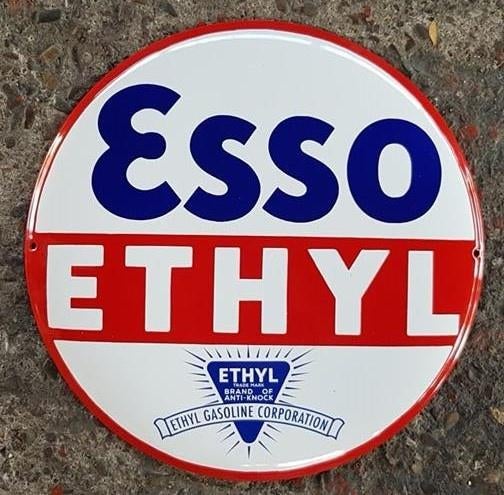 Esso
ETHYL
ETHYL
TRADE MARK
BRAND OF
ANTI-KNOCK
ETHYL GASOLINE CORPORATION